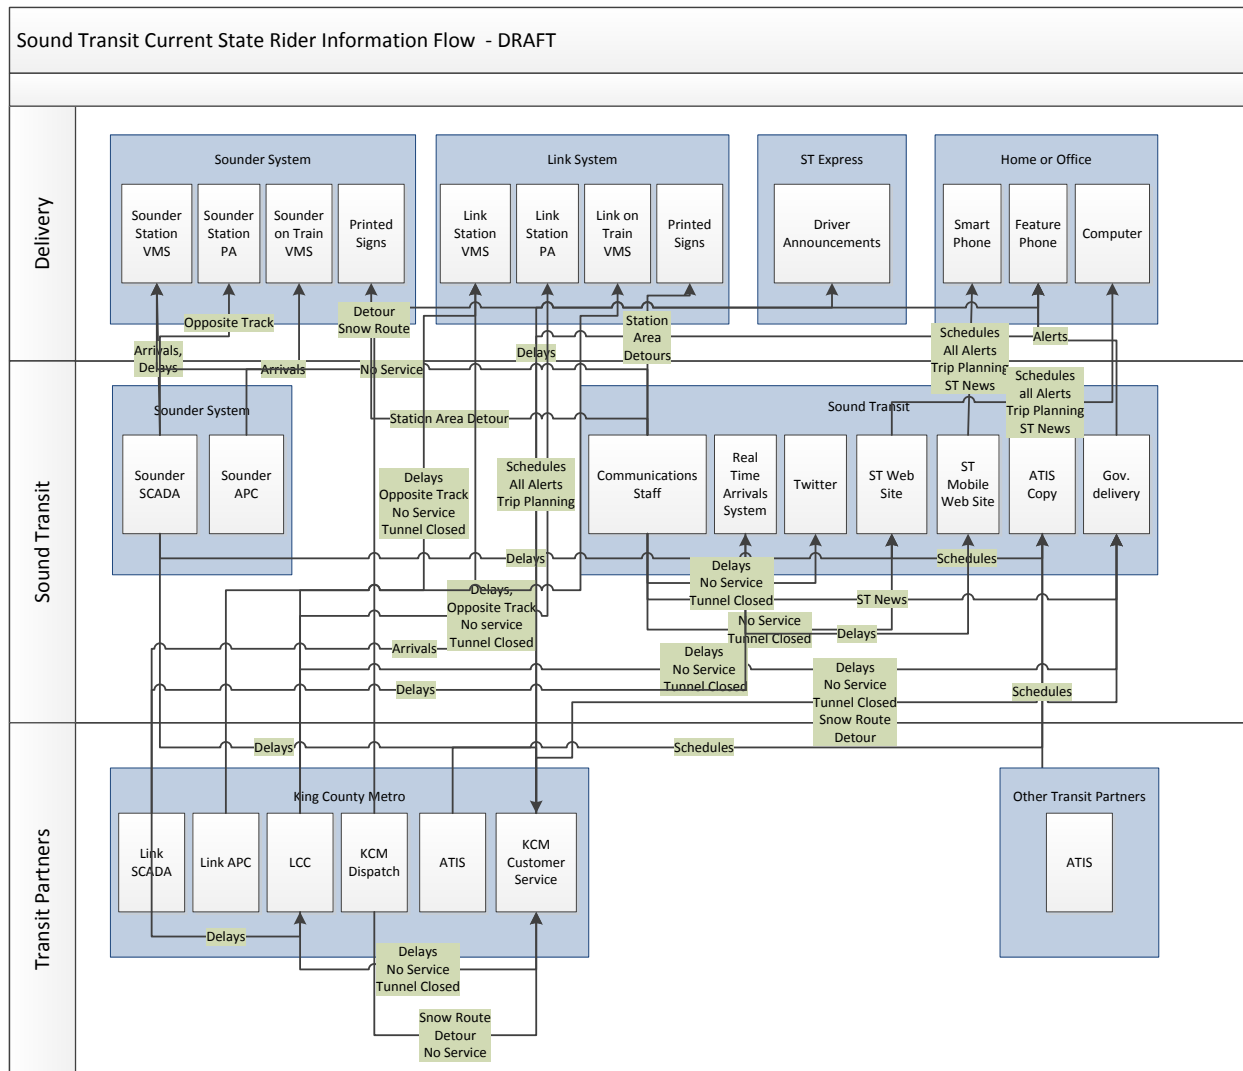 Sound Transit Current State Rider Information Flow - DRAFT
Delivery
Sounder System
Sounder
Station
VMS
Sounder
Station
PA
Sounder
on Train
VMS
Printed
Signs
Link System
Link
Station
VMS
Link
Station
PA
Link on
Train
VMS
Printed
Signs
ST Express
Driver
Announcements
Home or Office
Smart
Phone
Feature
Phone
Computer
Opposite Track
Detour
Snow Route
Station
Area
Detours
Arrivals,
Delays
Arrivals
No Service
Delays
Schedules
All Alerts
Trip Planning
ST News
Alerts
Schedules
all Alerts
Trip Planning
ST News
Sound Transit
Sounder System
Sounder
SCADA
Sounder
APC
Station Area Detour
Sound Transit
Communications
Staff
Real
Time
Arrivals
System
Twitter
ST Web
Site
ST
Mobile
Web Site
ATIS
Copy
Gov.
delivery
Delays
Opposite Track
No Service
Tunnel Closed
Schedules
All Alerts
Trip Planning
Delays
Schedules
Delays
No Service
Tunnel Closed
ST News
Delays,
Opposite Track
No service
Tunnel Closed
No Service
Tunnel Closed
Delays
Arrivals
Delays
No Service
Tunnel Closed
Delays
Delays
No Service
Tunnel Closed
Snow Route
Detour
Schedules
Transit Partners
Delays
Schedules
King County Metro
Link
SCADA
Link APC
LCC
KCM
Dispatch
ATIS
KCM
Customer
Service
Other Transit Partners
ATIS
Delays
Delays
No Service
Tunnel Closed
Snow Route
Detour
No Service